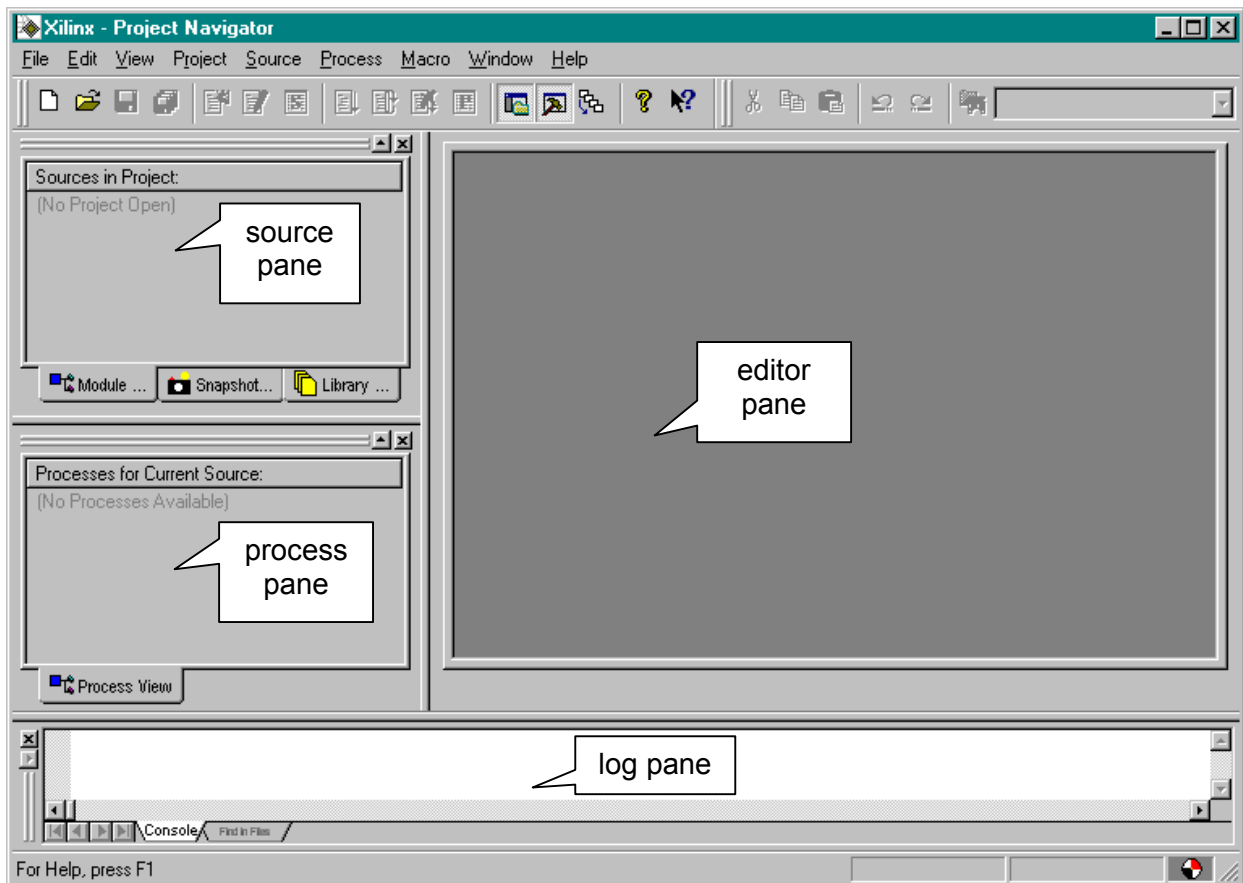 Xilinx - Project Navigator
File Edit View Project Source Process Macro Window Help
Sources in Project:
(No Project Open)
source
pane
Module ... Snapshot... Library ...
editor
pane
Processes for Current Source:
(No Processes Available)
process
pane
Process View
log pane
Console Find in Files
For Help, press F1